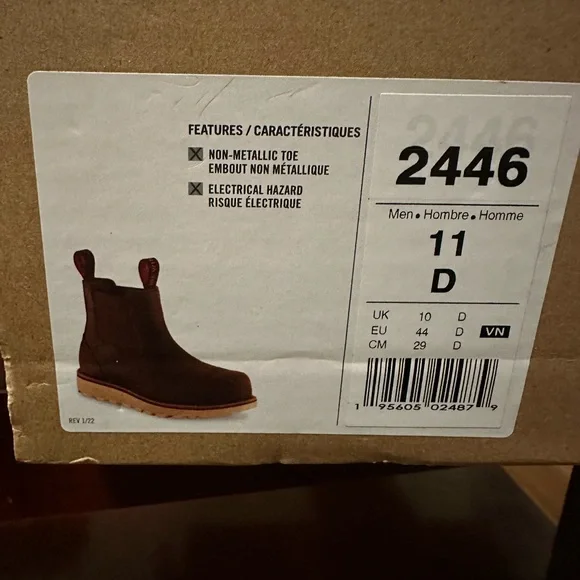 FEATURES / CARACTÉRISTIQUES
NON-METALLIC TOE
EMBOUT NON MÉTALLIQUE
ELECTRICAL HAZARD
RISQUE ÉLECTRIQUE
REV 1/22
2446
2446
Men • Hombre • Homme
11
D
UK 10 D
EU 44 D VN
CM 29 D
1 95605 02487 9